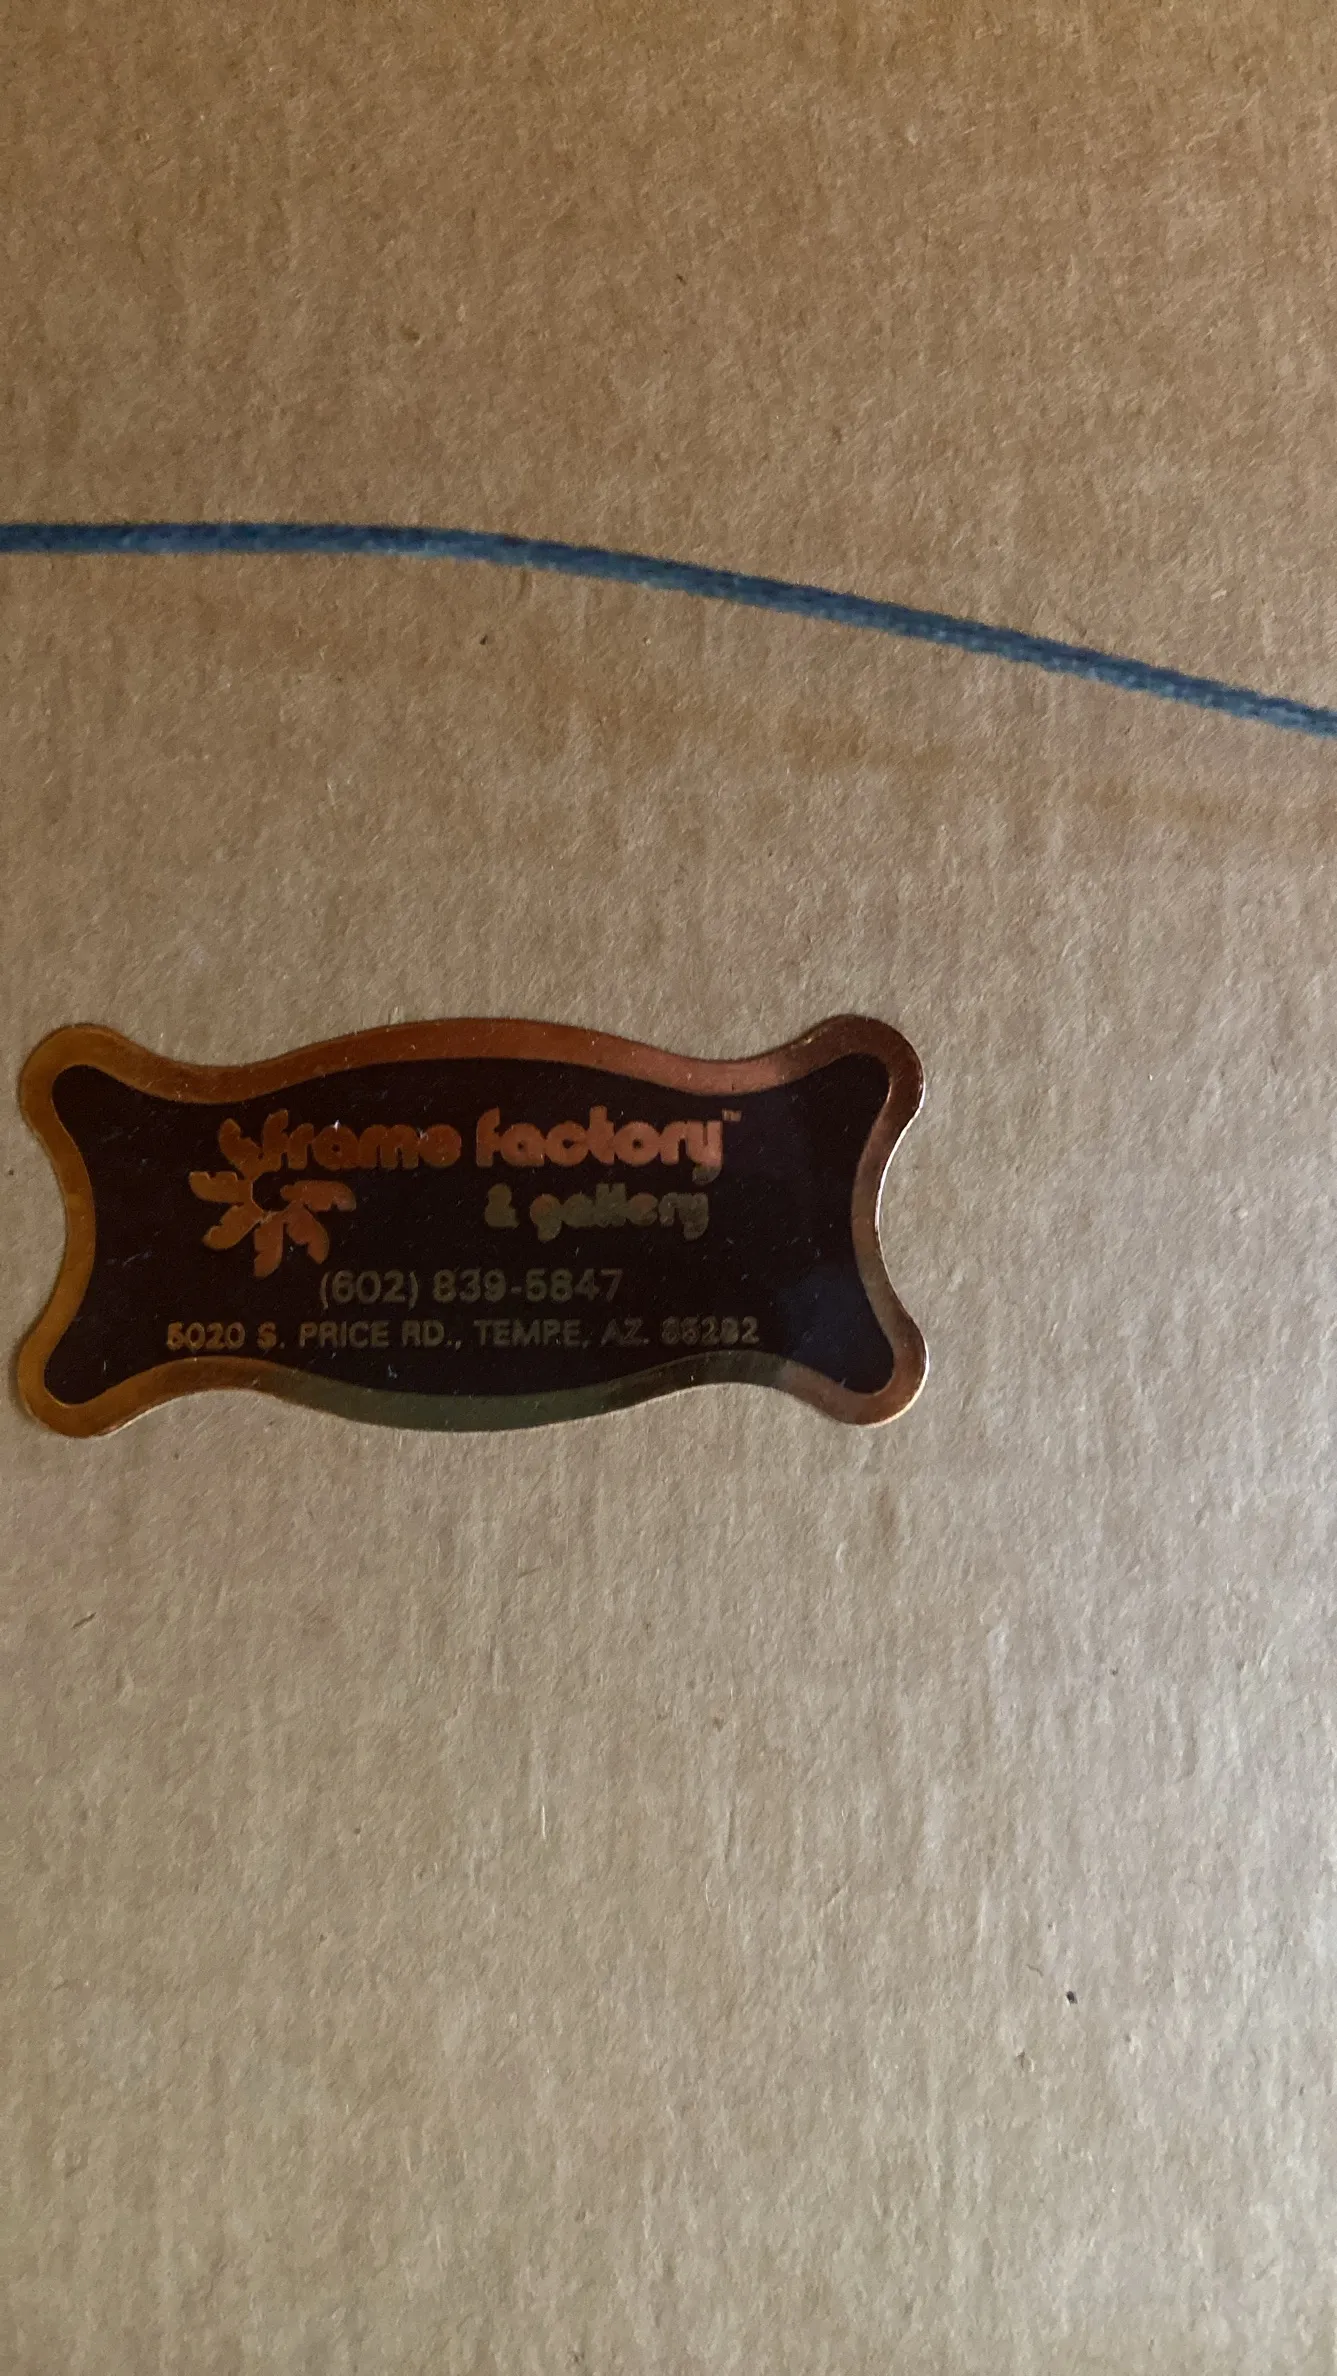 frame factory™
& gallery
(602) 839-5847
5020 S. PRICE RD., TEMPE, AZ. 85282